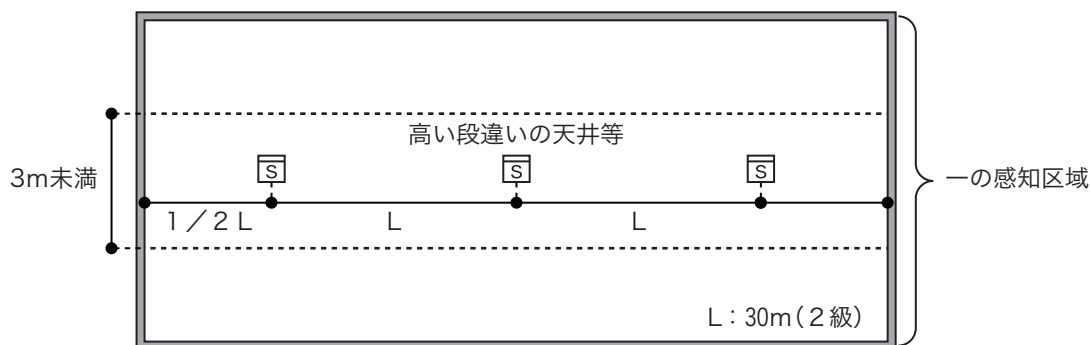 高い段違いの天井等
S
S
S
3m未満
一の感知区域
1／2 L
L
L
L：30m（2級）